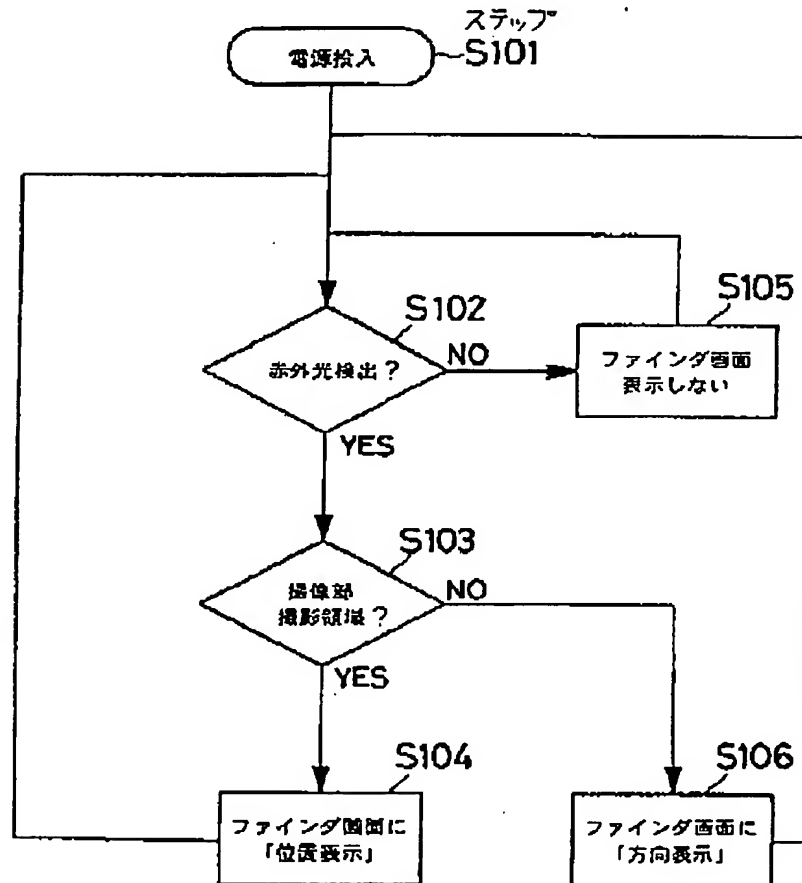 ステップ
電源投入
S101
S102
赤外光検出?
NO
YES
S105
ファインダ画面
表示しない
S103
撮像部
撮影領域?
NO
YES
S104
ファインダ画面に
「位置表示」
S106
ファインダ画面に
「方向表示」